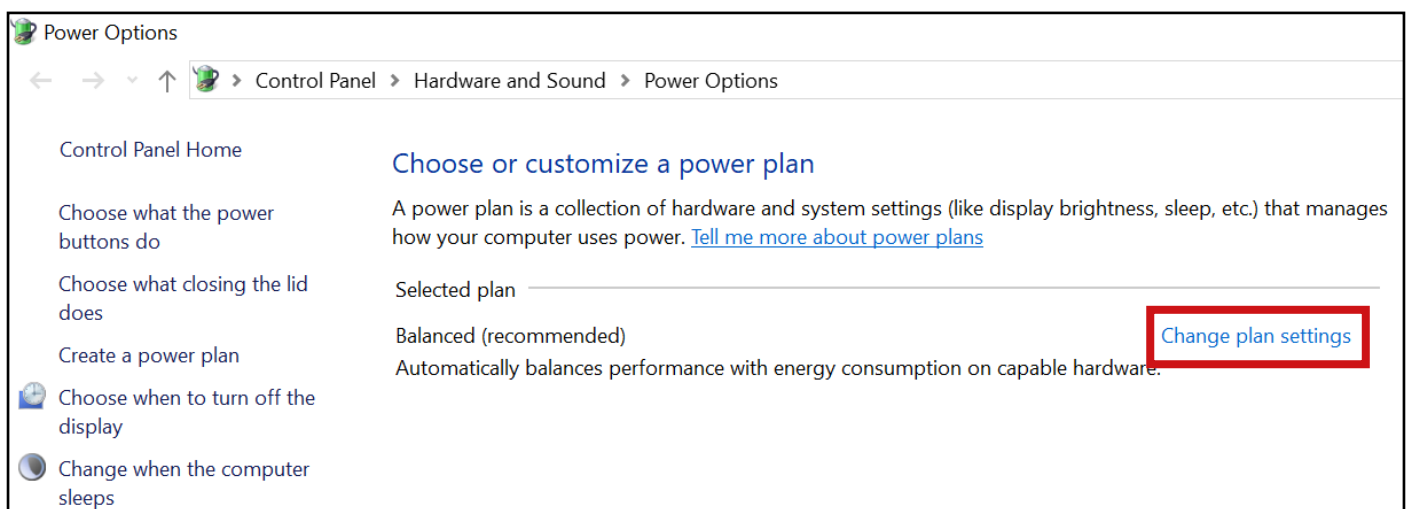 Power Options
Control Panel > Hardware and Sound > Power Options
Control Panel Home
Choose what the power
buttons do
Choose what closing the lid
does
Create a power plan
Choose when to turn off the
display
Change when the computer
sleeps
Choose or customize a power plan
A power plan is a collection of hardware and system settings (like display brightness, sleep, etc.) that manages
how your computer uses power. Tell me more about power plans
Selected plan
Balanced (recommended)
Change plan settings
Automatically balances performance with energy consumption on capable hardware.